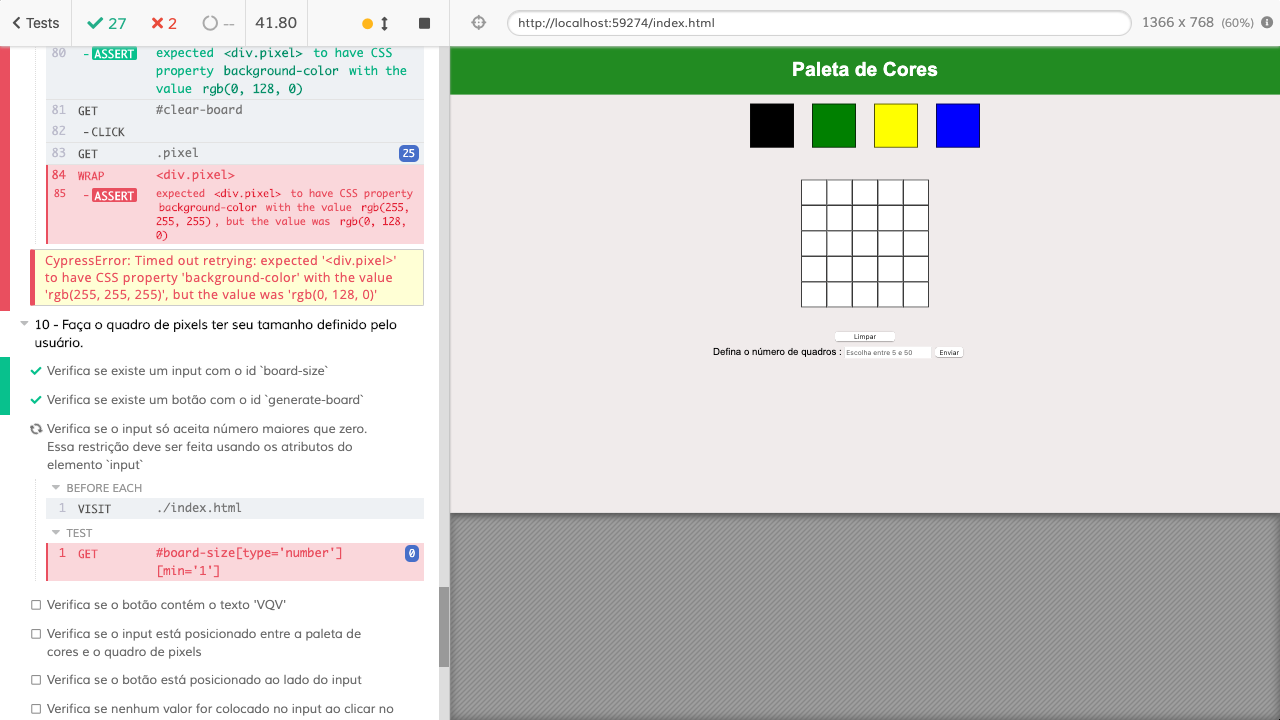 Tests
27
2
--
41.80
http://localhost:59274/index.html
1366 x 768 (60%)
80 - ASSERT expected <div.pixel> to have CSS
property background-color with the
value rgb(0, 128, 0)
81 GET #clear-board
82 - CLICK
83 GET .pixel 25
84 WRAP <div.pixel>
85 - ASSERT expected <div.pixel> to have CSS property
background-color with the value rgb(255,
255, 255), but the value was rgb(0, 128,
0)
CypressError: Timed out retrying: expected '<div.pixel>'
to have CSS property 'background-color' with the value
'rgb(255, 255, 255)', but the value was 'rgb(0, 128, 0)'
10 - Faça o quadro de pixels ter seu tamanho definido pelo
usuário.
Verifica se existe um input com o id `board-size`
Verifica se existe um botão com o id `generate-board`
Verifica se o input só aceita número maiores que zero.
Essa restrição deve ser feita usando os atributos do
elemento `input`
BEFORE EACH
1 VISIT ./index.html
TEST
1 GET #board-size[type='number'] 0
[min='1']
Verifica se o botão contém o texto 'VQV'
Verifica se o input está posicionado entre a paleta de
cores e o quadro de pixels
Verifica se o botão está posicionado ao lado do input
Verifica se nenhum valor for colocado no input ao clicar no
Paleta de Cores
Limpar
Defina o número de quadros : Escolha entre 5 e 50 Enviar